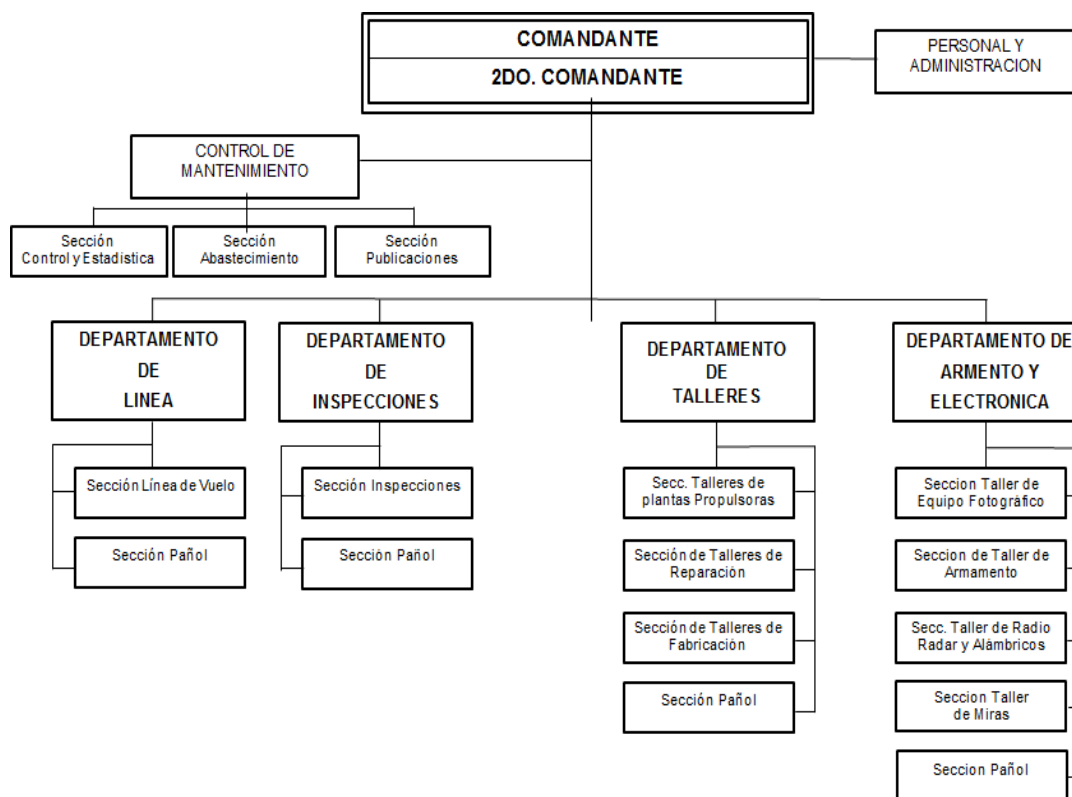 COMANDANTE
2DO. COMANDANTE
PERSONAL Y
ADMINISTRACION
CONTROL DE
MANTENIMIENTO
Sección
Control y Estadística
Sección
Abastecimiento
Sección
Publicaciones
DEPARTAMENTO
DE
LINEA
DEPARTAMENTO
DE
INSPECCIONES
DEPARTAMENTO
DE
TALLERES
DEPARTAMENTO DE
ARMENTO Y
ELECTRONICA
Sección Línea de Vuelo
Sección Pañol
Sección Inspecciones
Sección Pañol
Secc. Talleres de
plantas Propulsoras
Sección de Talleres de
Reparación
Sección de Talleres de
Fabricación
Sección Pañol
Seccion Taller de
Equipo Fotográfico
Seccion de Taller de
Armamento
Secc. Taller de Radio
Radar y Alámbricos
Seccion Taller
de Miras
Seccion Pañol